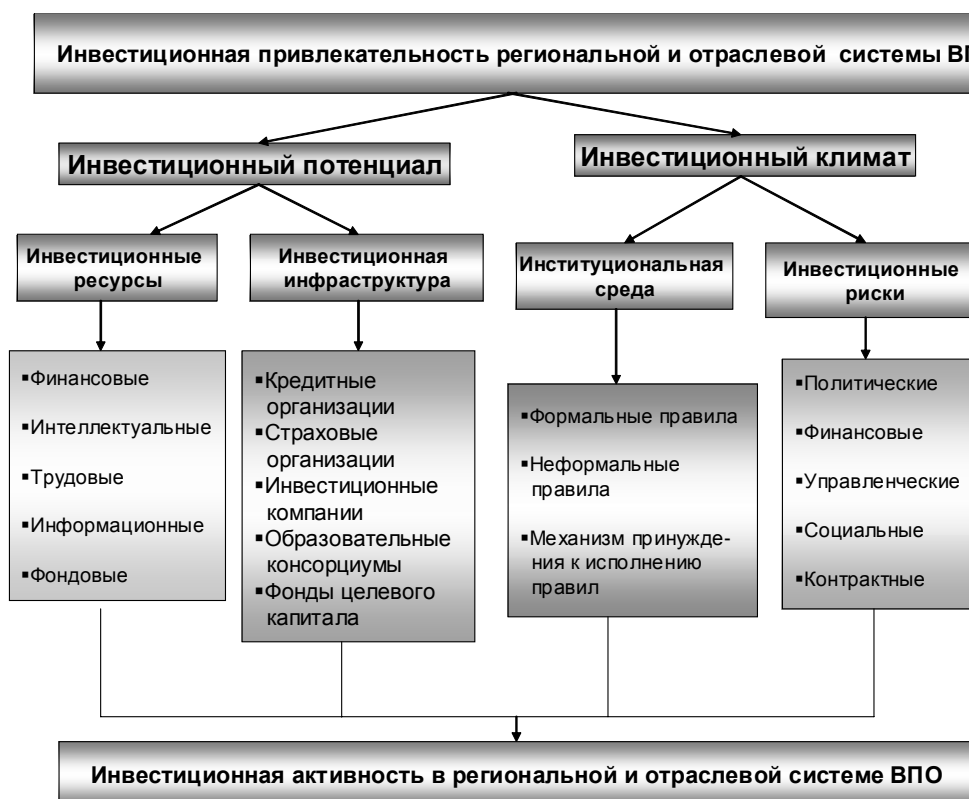 Инвестиционная привлекательность региональной и отраслевой системы
Инвестиционный потенциал
Инвестиционный климат
Инвестиционные
ресурсы
Инвестиционная
инфраструктура
Институциональная
среда
Инвестиционные
риски
▪Финансовые
▪Интеллектуальные
▪Трудовые
▪Информационные
▪Фондовые
▪Кредитные
организации
▪Страховые
организации
▪Инвестиционные
компании
▪Образовательные
консорциумы
▪Фонды целевого
капитала
▪Формальные правила
▪Неформальные
правила
▪Механизм принужде-
ния к исполнению
правил
▪Политические
▪Финансовые
▪Управленческие
▪Социальные
▪Контрактные
Инвестиционная активность в региональной и отраслевой системе ВПО